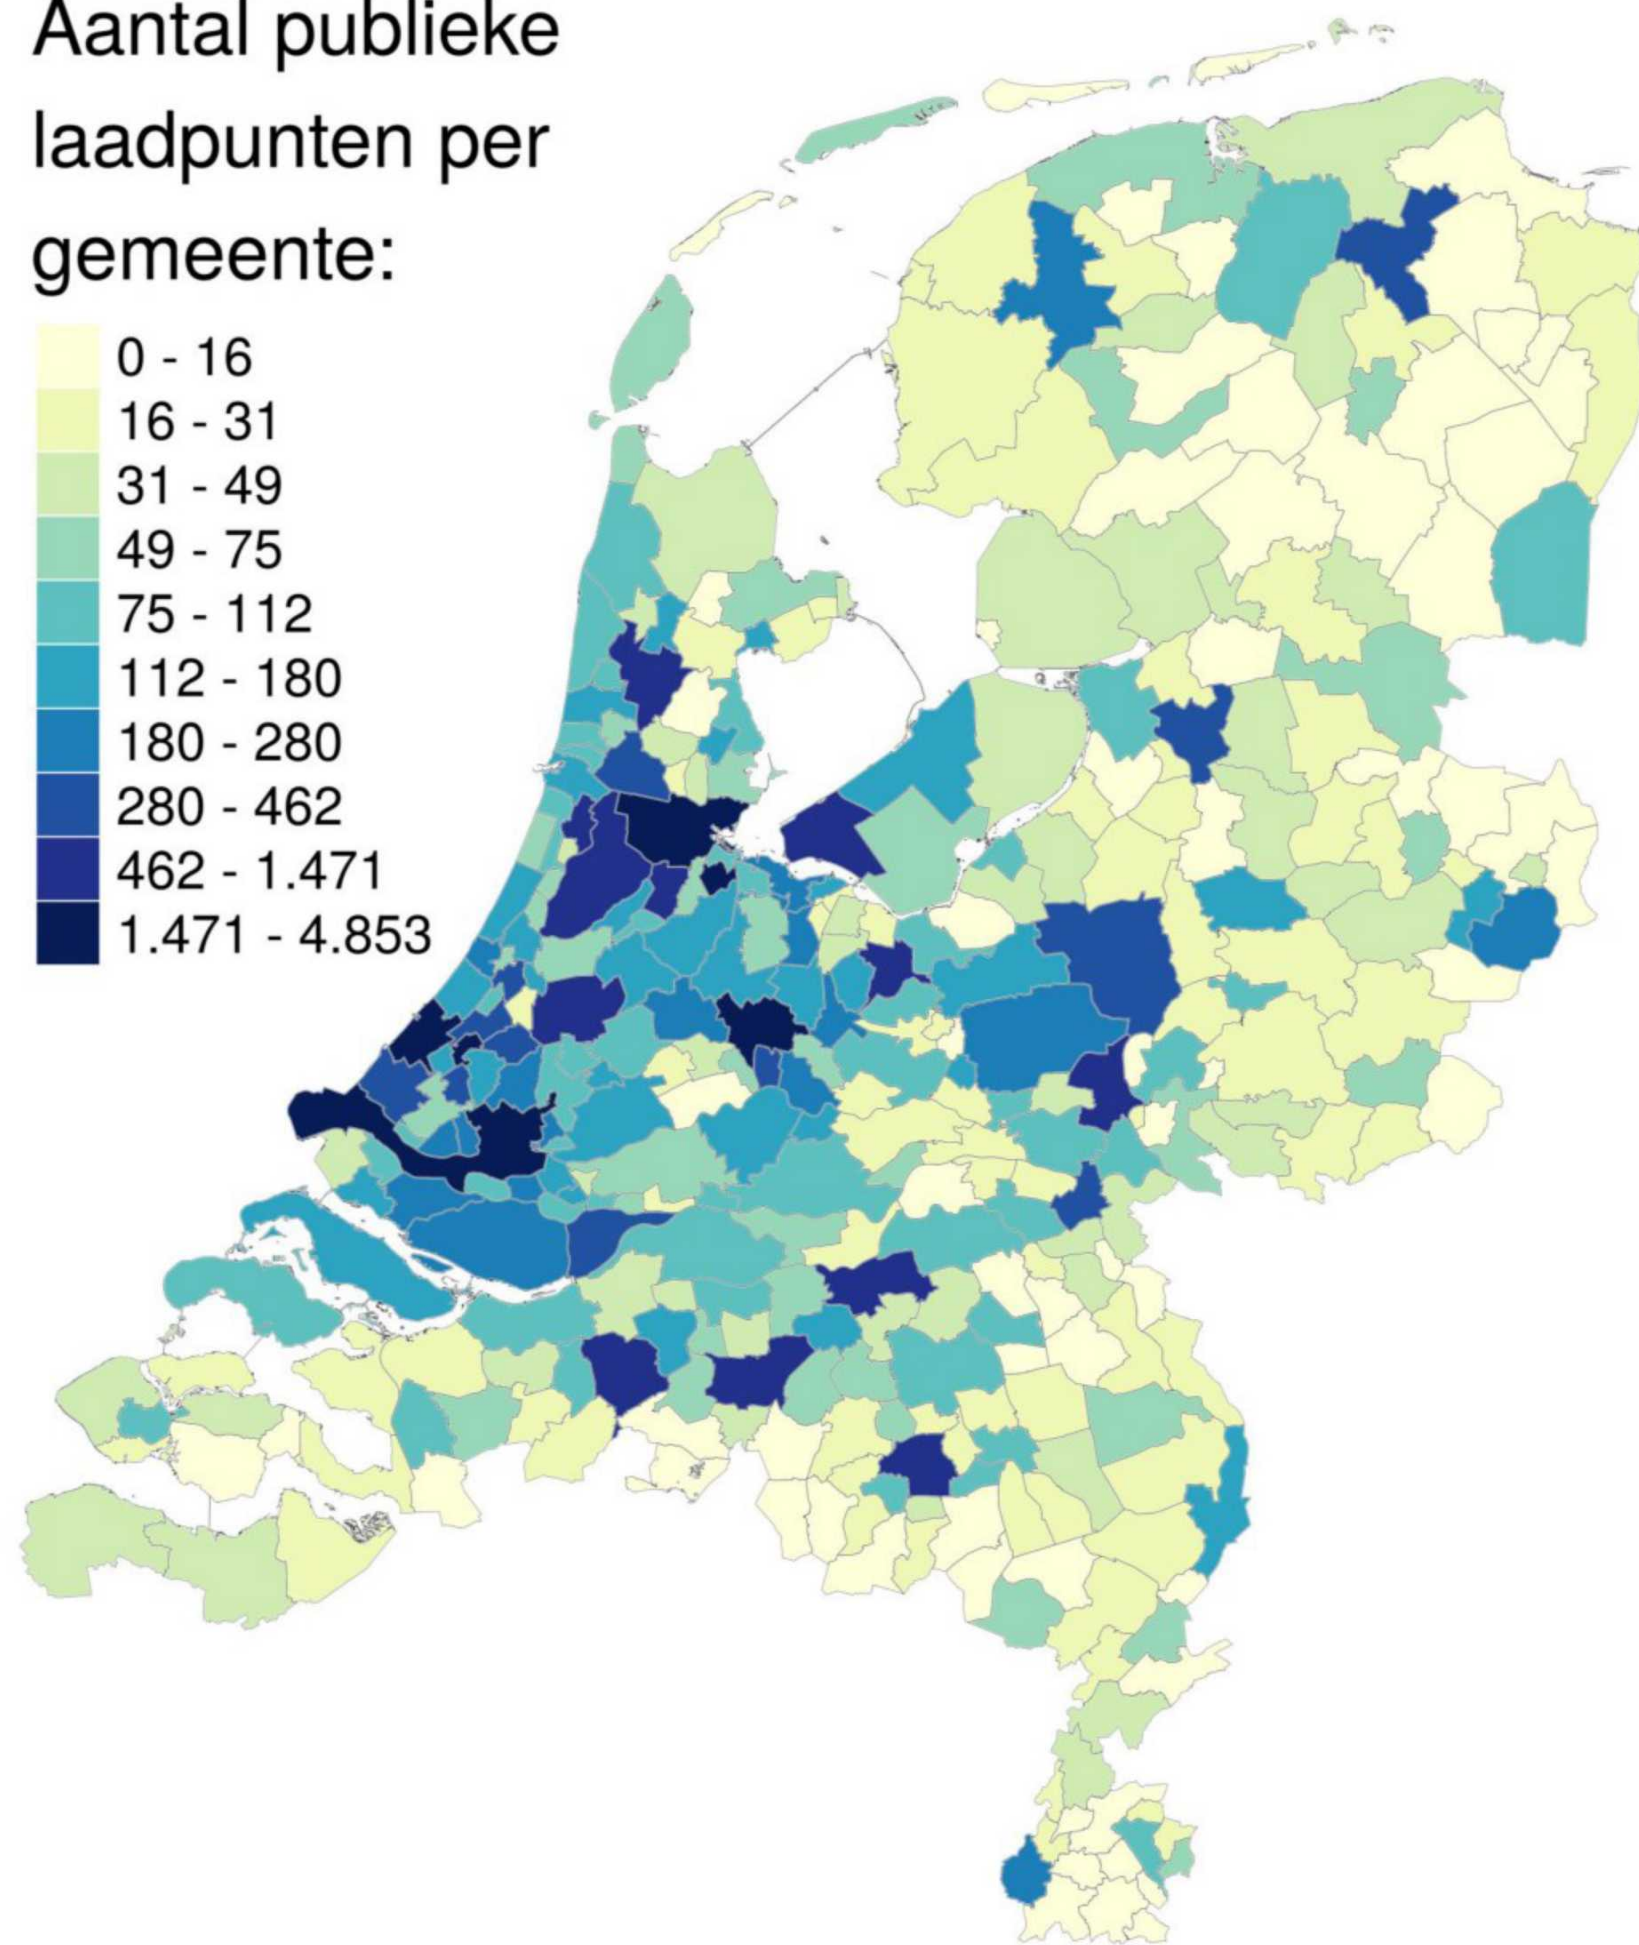 Aantal publieke
laadpunten per
gemeente:
0 - 16
16 - 31
31 - 49
49 - 75
75 - 112
112 - 180
180 - 280
280 - 462
462 - 1.471
1.471 - 4.853